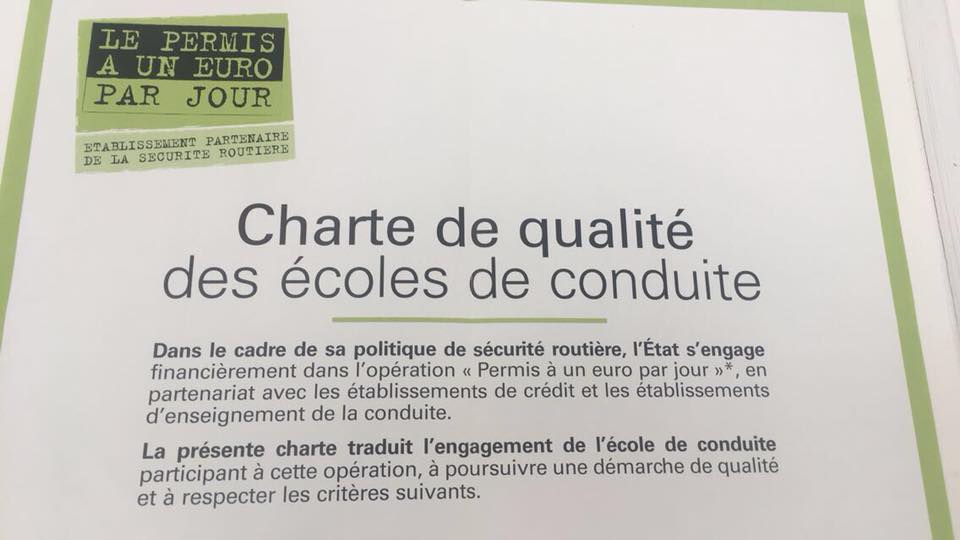 LE PERMIS
A UN EURO
PAR JOUR
ETABLISSEMENT PARTENAIRE
DE LA SECURITE ROUTIERE
Charte de qualité
des écoles de conduite
Dans le cadre de sa politique de sécurité routière, l'État s'engage
financièrement dans l'opération « Permis à un euro par jour »*, en
partenariat avec les établissements de crédit et les établissements
d'enseignement de la conduite.
La présente charte traduit l'engagement de l'école de conduite
participant à cette opération, à poursuivre une démarche de qualité
et à respecter les critères suivants.